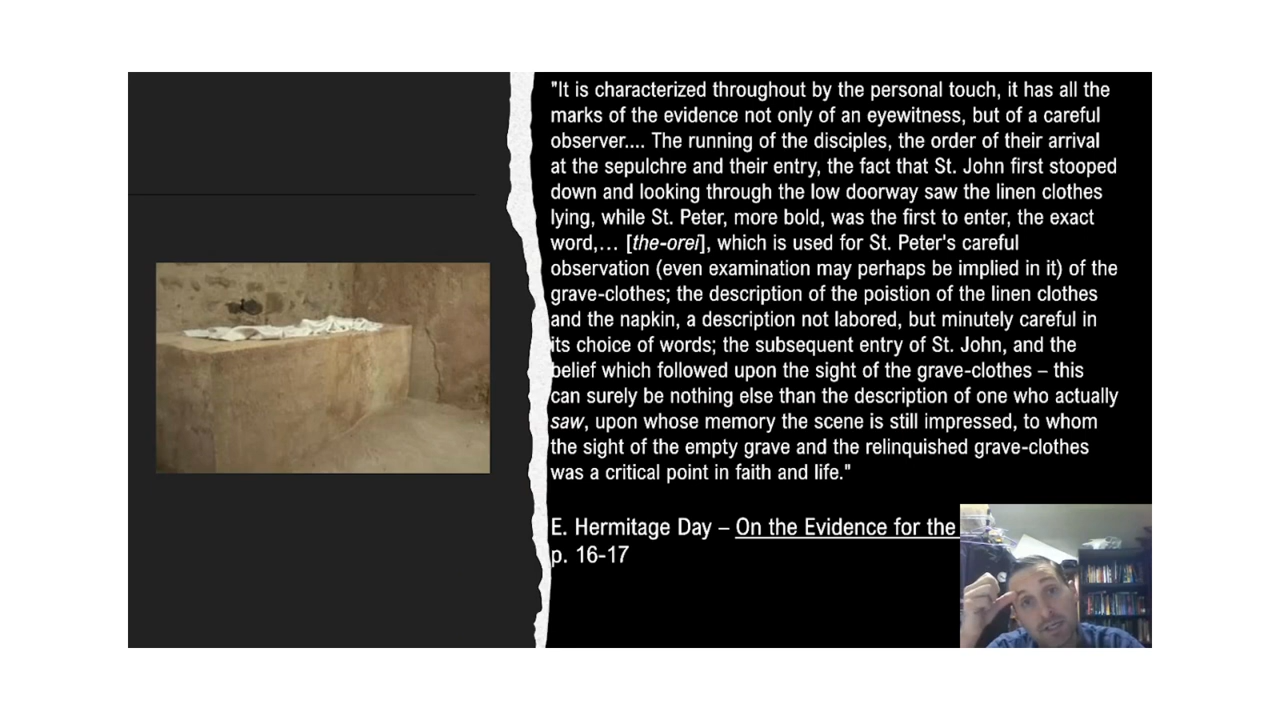 "It is characterized throughout by the personal touch, it has all the
marks of the evidence not only of an eyewitness, but of a careful
observer.... The running of the disciples, the order of their arrival
at the sepulchre and their entry, the fact that St. John first stooped
down and looking through the low doorway saw the linen clothes
lying, while St. Peter, more bold, was the first to enter, the exact
word,... [the-orei], which is used for St. Peter's careful
observation (even examination may perhaps be implied in it) of the
grave-clothes; the description of the poistion of the linen clothes
and the napkin, a description not labored, but minutely careful in
its choice of words; the subsequent entry of St. John, and the
belief which followed upon the sight of the grave-clothes – this
can surely be nothing else than the description of one who actually
saw, upon whose memory the scene is still impressed, to whom
the sight of the empty grave and the relinquished grave-clothes
was a critical point in faith and life."
E. Hermitage Day – On the Evidence for the
p. 16-17